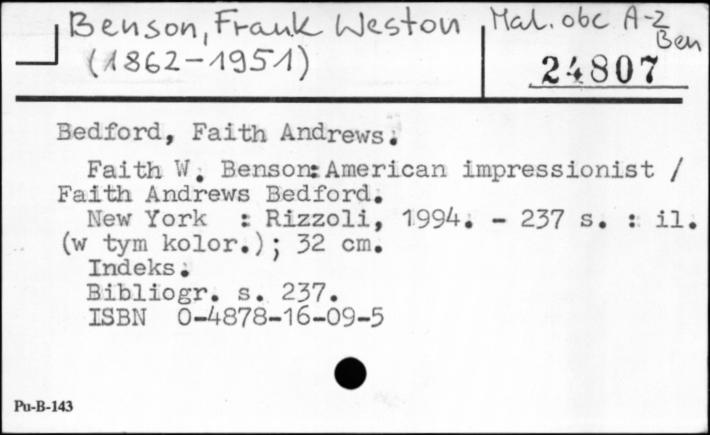 Benson, Frank Weston
(1862-1951)
Mal. obc A-2
Ben
24807
Bedford, Faith Andrews.
Faith W. Benson: American impressionist /
Faith Andrews Bedford.
New York : Rizzoli, 1994. - 237 s. : il.
(w tym kolor.); 32 cm.
Indeks.
Bibliogr. s. 237.
ISBN 0-4878-16-09-5
Pu-B-143